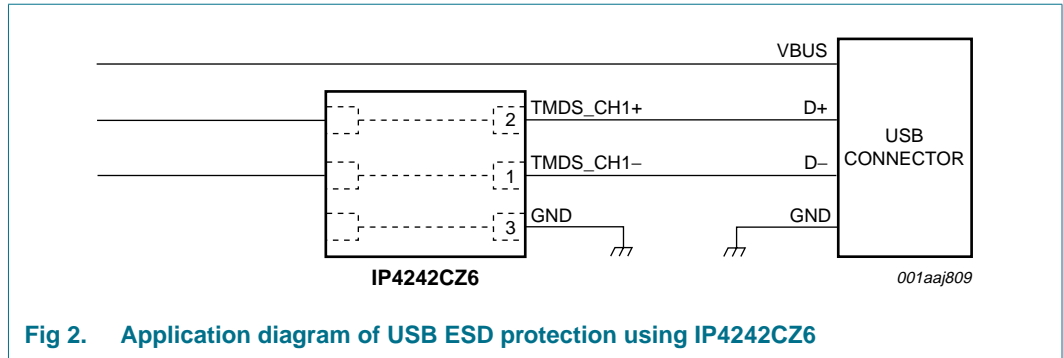 VBUS
2 TMDS_CH1+ D+
USB
CONNECTOR
1 TMDS_CH1− D−
3 GND GND
IP4242CZ6
001aaj809
Fig 2. Application diagram of USB ESD protection using IP4242CZ6